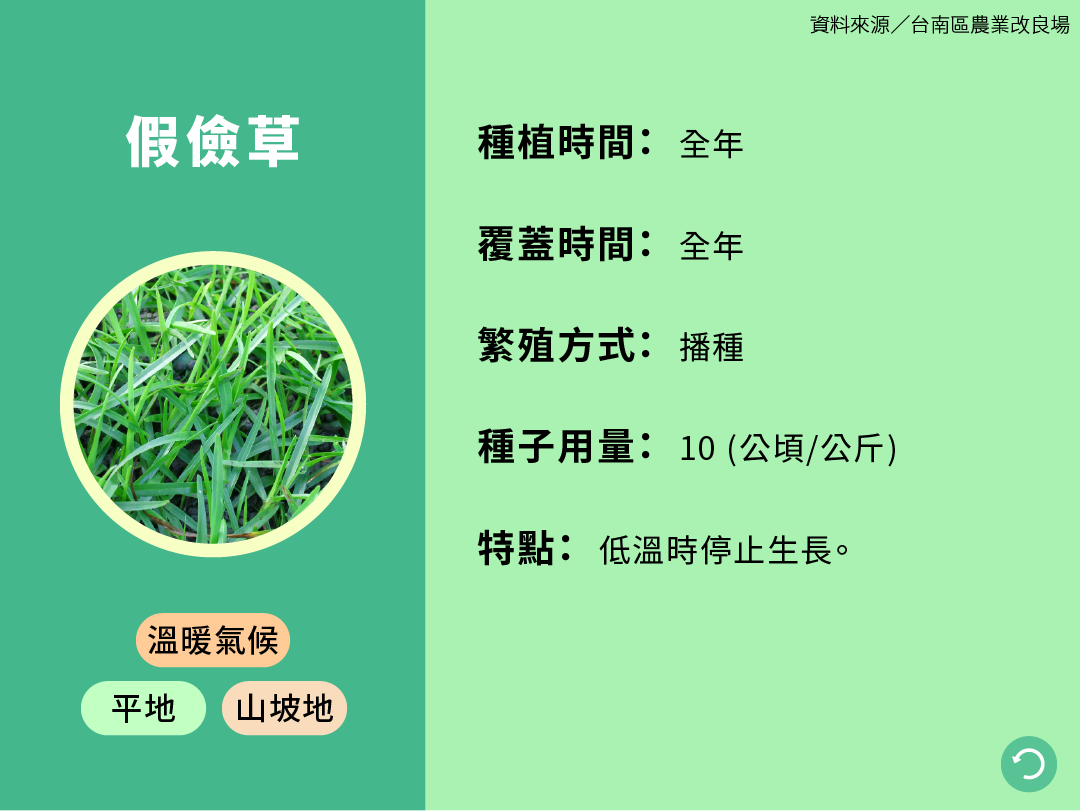 資料來源／台南區農業改良場
假儉草
種植時間： 全年
覆蓋時間： 全年
繁殖方式： 播種
種子用量： 10 (公頃/公斤)
特點： 低溫時停止生長。
溫暖氣候
平地
山坡地